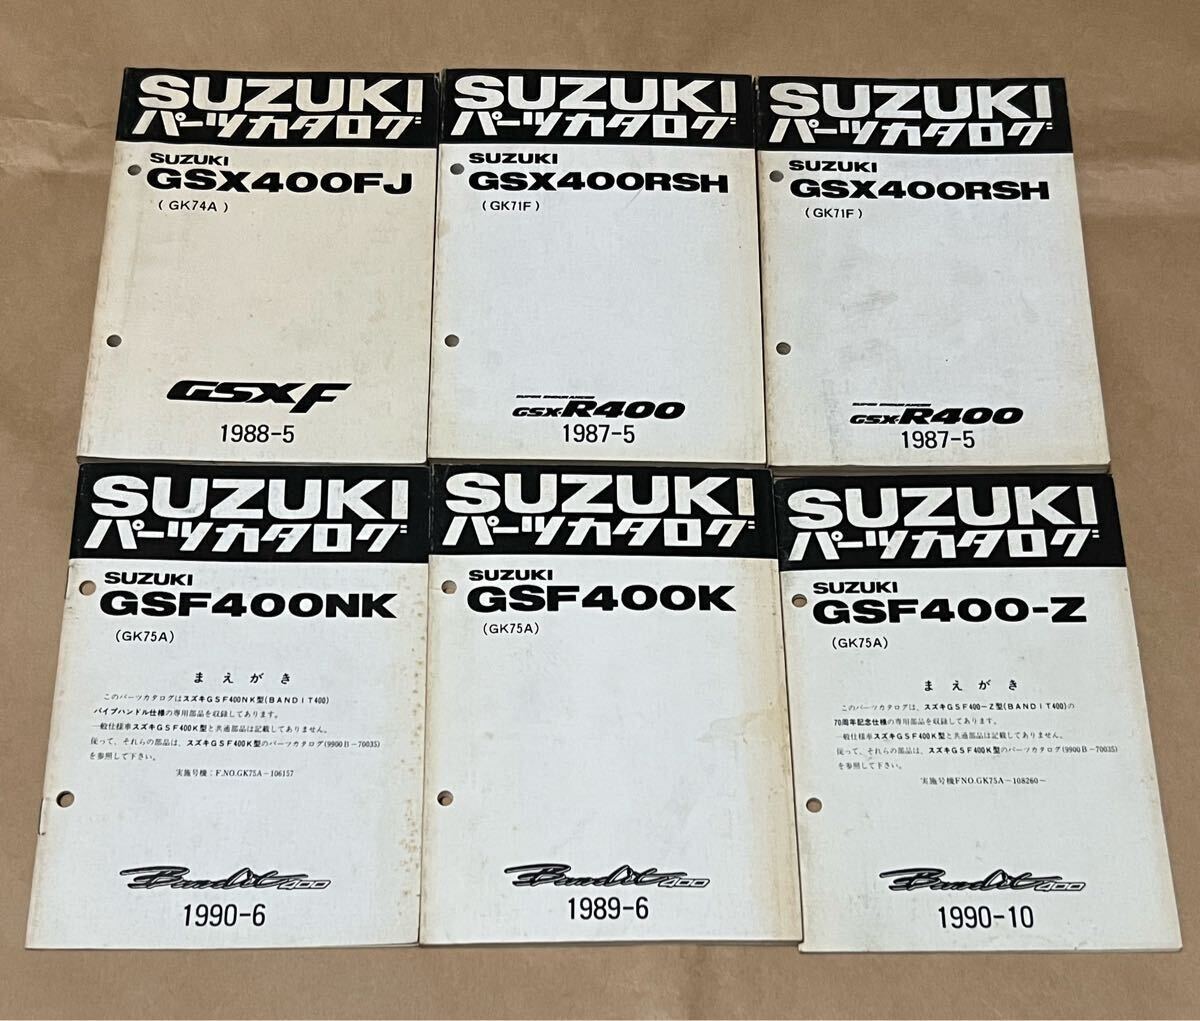 SUZUKI
パーツカタログ
SUZUKI
GSX400FJ
(GK74A)
GSXF
1988-5
SUZUKI
パーツカタログ
SUZUKI
GSX400RSH
(GK71F)
GSX-R400
1987-5
SUZUKI
パーツカタログ
SUZUKI
GSX400RSH
(GK71F)
GSX-R400
1987-5
SUZUKI
パーツカタログ
SUZUKI
GSF400NK
(GK75A)
まえがき
このパーツカタログはスズキGSF400NK型(BANDIT400)
パイプハンドル仕様の専用部品を収録してあります。
一般仕様車スズキGSF400K型と共通部品は記載してありません。
従って、それらの部品は、スズキGSF400K型のパーツカタログ(9900B-70035)
を参照して下さい。
実施号機:F.NO.GK75A-106157
Bandit400
1990-6
SUZUKI
パーツカタログ
SUZUKI
GSF400K
(GK75A)
Bandit400
1989-6
SUZUKI
パーツカタログ
SUZUKI
GSF400-Z
(GK75A)
まえがき
このパーツカタログは、スズキGSF400-Z型(BANDIT400)の
70周年記念仕様の専用部品を収録してあります。
一般仕様車スズキGSF400K型と共通部品は記載してありません。
従って、それらの部品は、スズキGSF400K型のパーツカタログ(9900B-70035)
を参照して下さい。
実施号機FNO.GK75A-108260~
Bandit400
1990-10